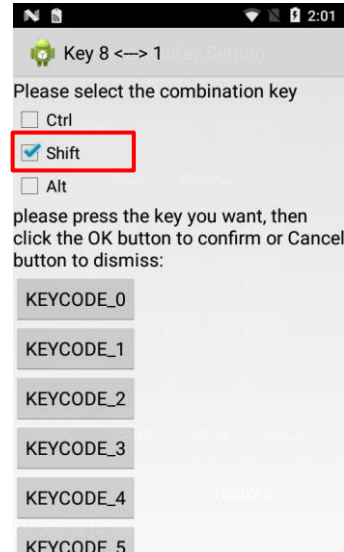 2:01
Key 8 <---> 1
Please select the combination key
Ctrl
Shift
Alt
please press the key you want, then
click the OK button to confirm or Cancel
button to dismiss:
KEYCODE_0
KEYCODE_1
KEYCODE_2
KEYCODE_3
KEYCODE_4
restore
KEYCODE_5